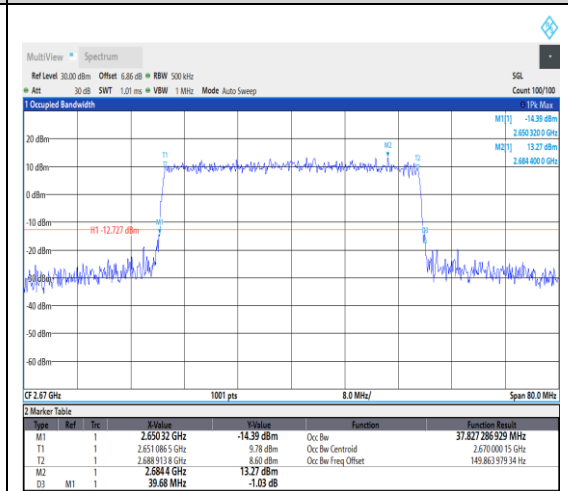 MultiView Spectrum
Ref Level 30.00 dBm Offset 6.86 dB RBW 500 kHz SGL
Att 30 dB SWT 1.01 ms VBW 1 MHz Mode Auto Sweep Count 100/100
1 Occupied Bandwidth 1Pk Max
M1[1] -14.39 dBm
2.650 320 0 GHz
M2[1] 13.27 dBm
2.684 400 0 GHz
20 dBm
M2
T1
T2
10 dBm
0 dBm
-10 dBm
M1
H1 -12.727 dBm
D3
-20 dBm
-30 dBm
-40 dBm
-50 dBm
-60 dBm
CF 2.67 GHz 1001 pts 8.0 MHz/ Span 80.0 MHz
2 Marker Table
Type Ref Trc X-Value Y-Value Function Function Result
M1 1 2.65032 GHz -14.39 dBm Occ Bw 37.827 286 929 MHz
T1 1 2.651 086 5 GHz 9.78 dBm Occ Bw Centroid 2.670 000 15 GHz
T2 1 2.688 913 8 GHz 8.60 dBm Occ Bw Freq Offset 149.863 979 34 Hz
M2 1 2.6844 GHz 13.27 dBm
D3 M1 1 39.68 MHz -1.03 dB